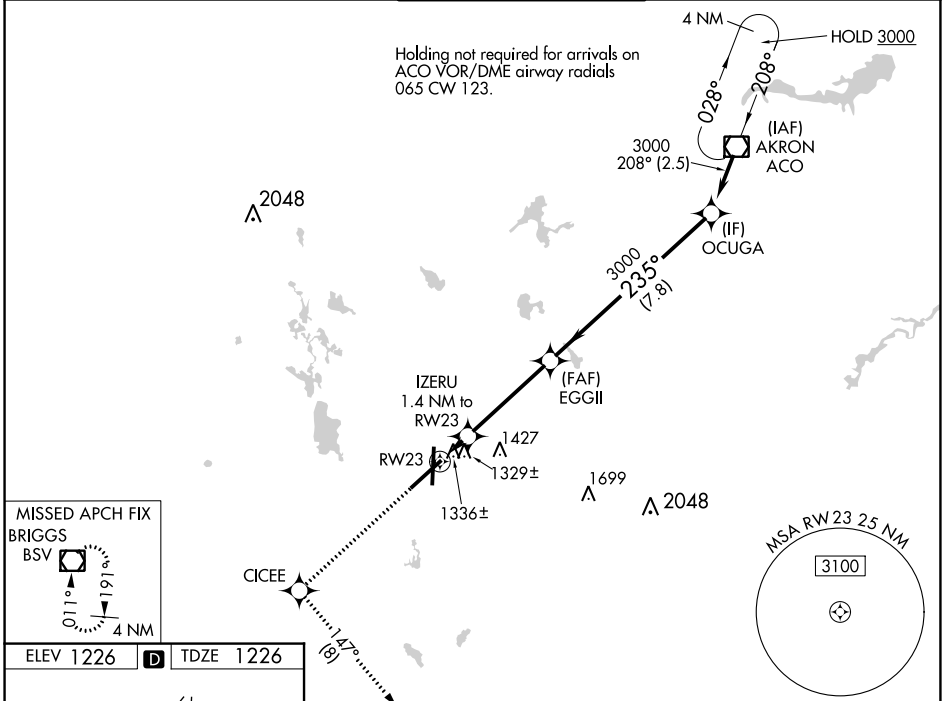 4 NM
HOLD 3000
Holding not required for arrivals on
ACO VOR/DME airway radials
065 CW 123.
028°
208°
(IAF)
AKRON
ACO
3000
208° (2.5)
2048
(IF)
OCUGA
3000
235°
(7.8)
(FAF)
EGGII
IZERU
1.4 NM to
RW23
1427
RW23
1329±
1336±
1699
2048
MISSED APCH FIX
BRIGGS
BSV
011°
191°
4 NM
CICEE
147°
(8)
MSA RW 23 25 NM
3100
ELEV 1226 D TDZE 1226